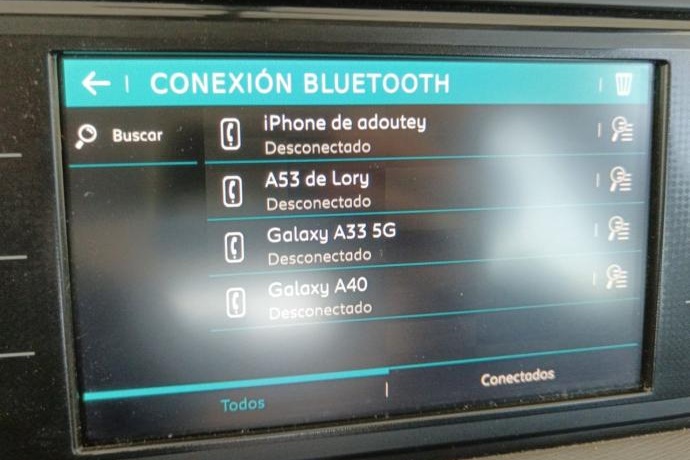 CONEXIÓN BLUETOOTH
Buscar
iPhone de adoutey
Desconectado
A53 de Lory
Desconectado
Galaxy A33 5G
Desconectado
Galaxy A40
Desconectado
Todos
Conectados